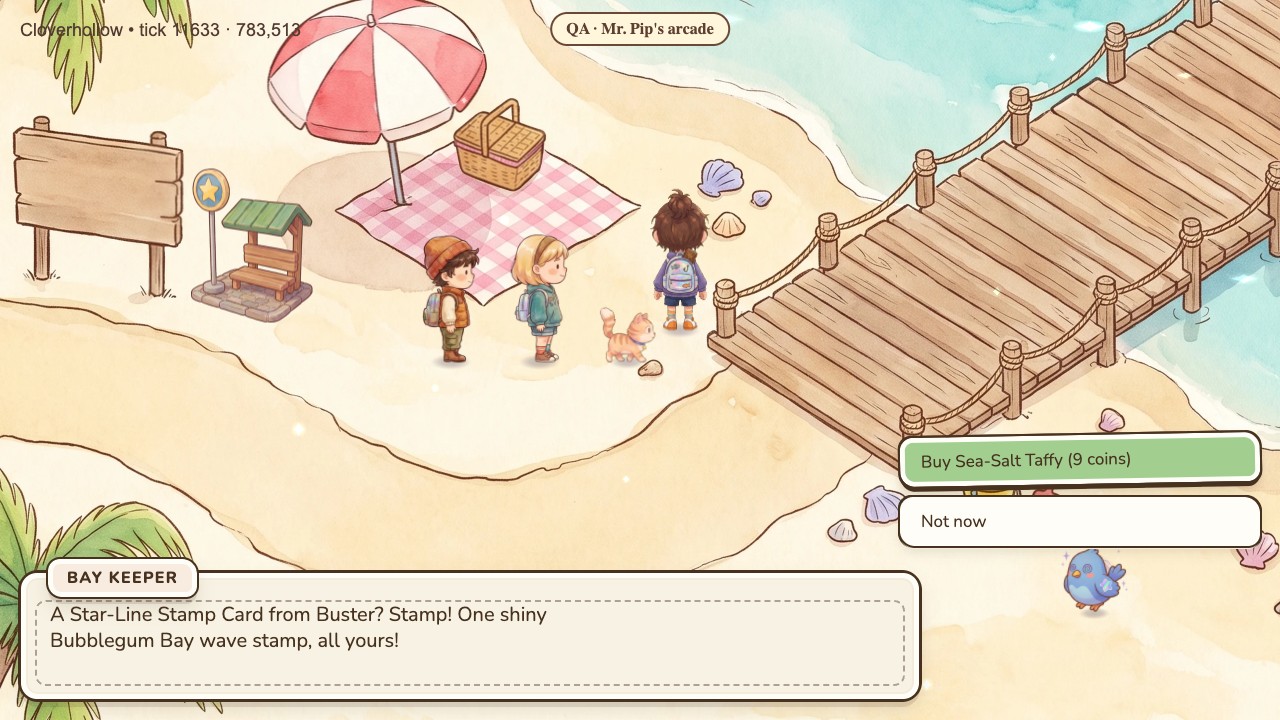 Cloverhollow • tick 11633 · 783,513
QA · Mr. Pip's arcade
Buy Sea-Salt Taffy (9 coins)
Not now
BAY KEEPER
A Star-Line Stamp Card from Buster? Stamp! One shiny
Bubblegum Bay wave stamp, all yours!